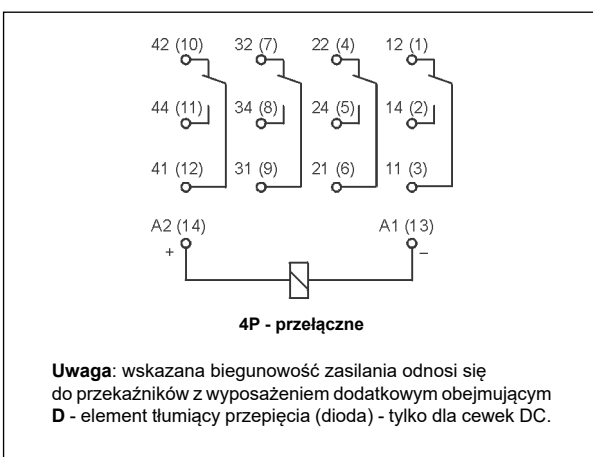 42 (10) 32 (7) 22 (4) 12 (1)
44 (11) 34 (8) 24 (5) 14 (2)
41 (12) 31 (9) 21 (6) 11 (3)
A2 (14) A1 (13)
+ –
4P - przełączne
Uwaga: wskazana biegunowość zasilania odnosi się
do przekaźników z wyposażeniem dodatkowym obejmującym
D - element tłumiący przepięcia (dioda) - tylko dla cewek DC.